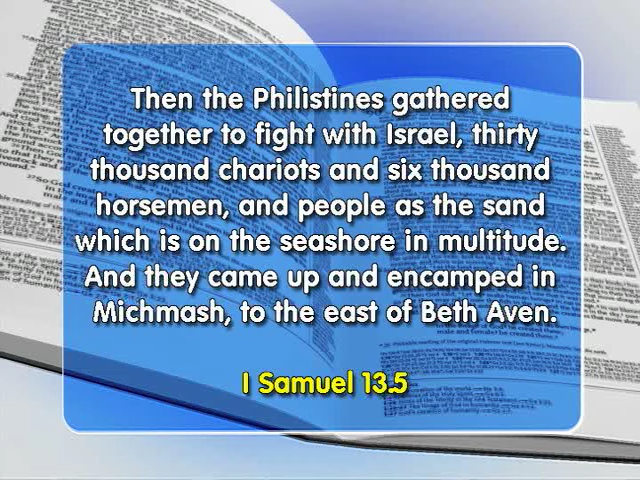 Then the Philistines gathered
together to fight with Israel, thirty
thousand chariots and six thousand
horsemen, and people as the sand
which is on the seashore in multitude.
And they came up and encamped in
Michmash, to the east of Beth Aven.
1 Samuel 13.5